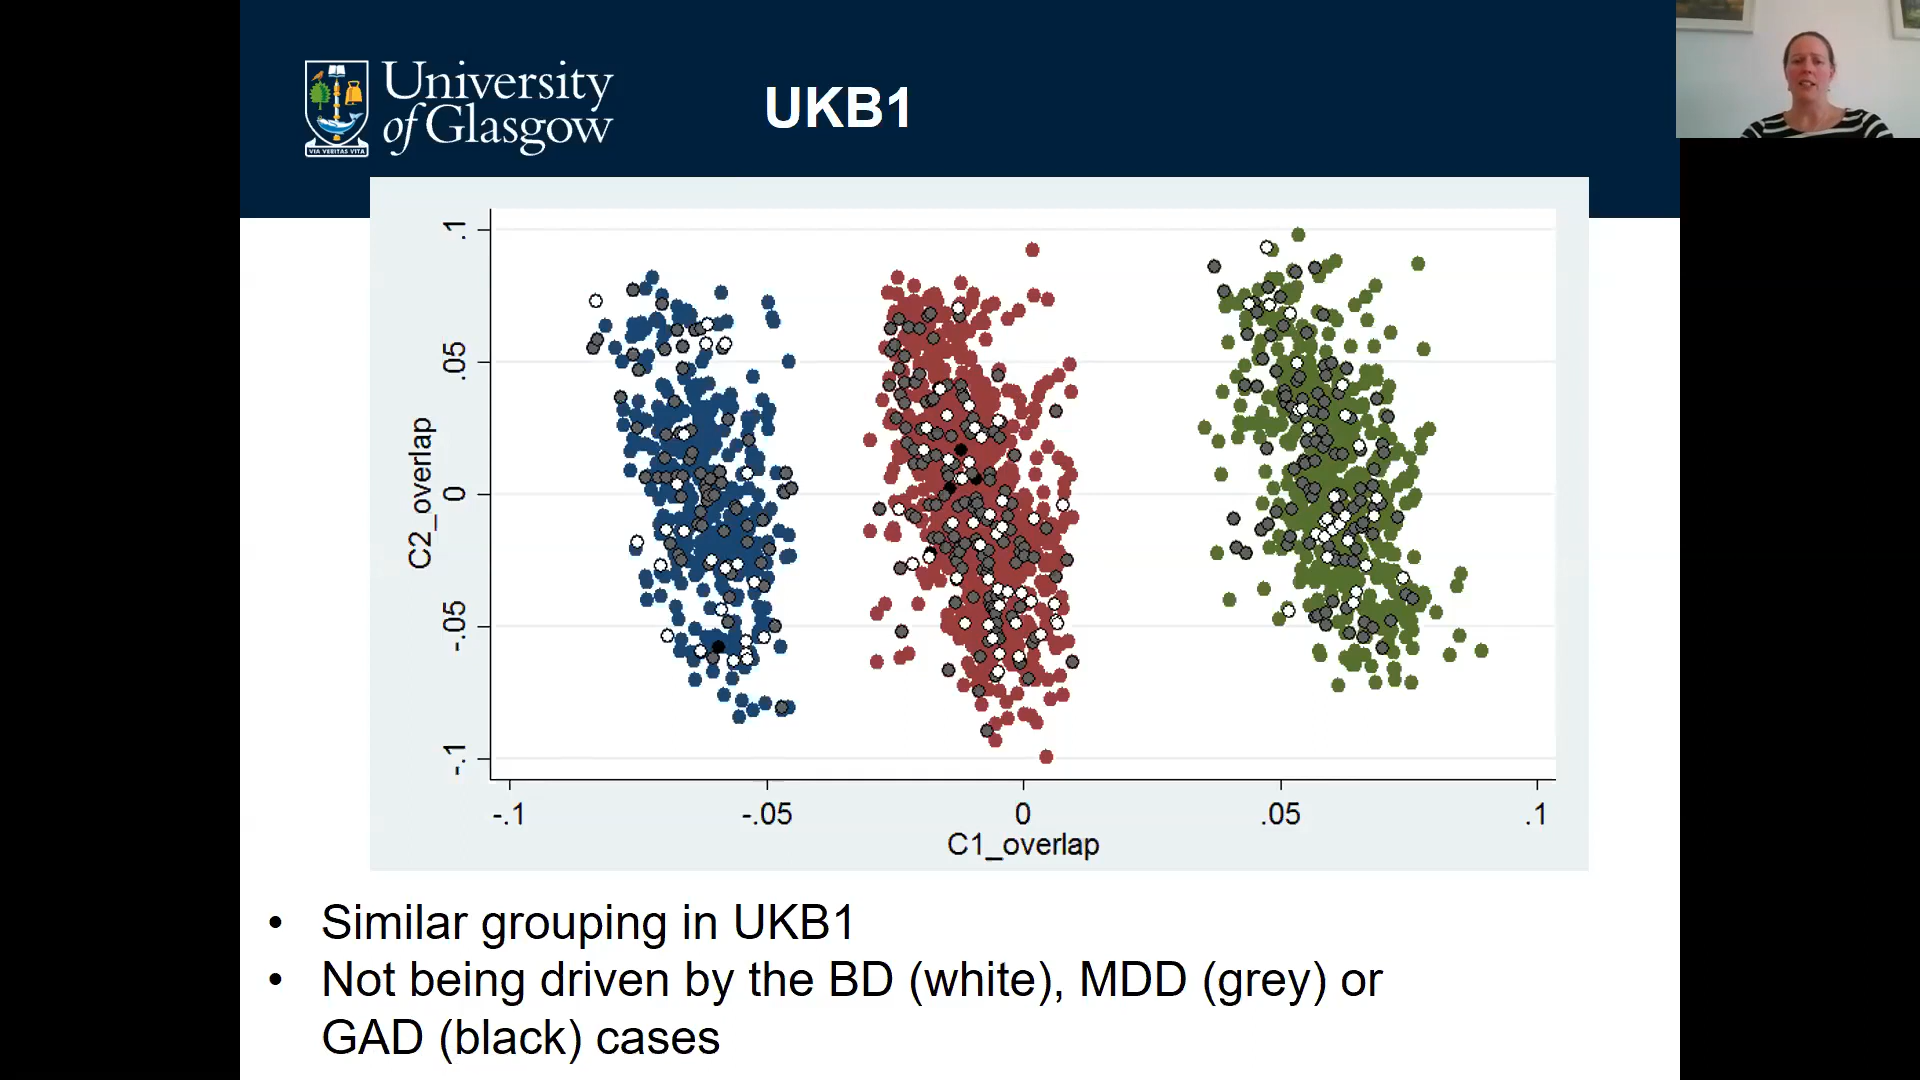 University
of Glasgow
VIA VERITAS VITA
UKB1
.1
.05
0
-.05
-.1
C2_overlap
-.1
-.05
0
.05
.1
C1_overlap
• Similar grouping in UKB1
• Not being driven by the BD (white), MDD (grey) or
GAD (black) cases